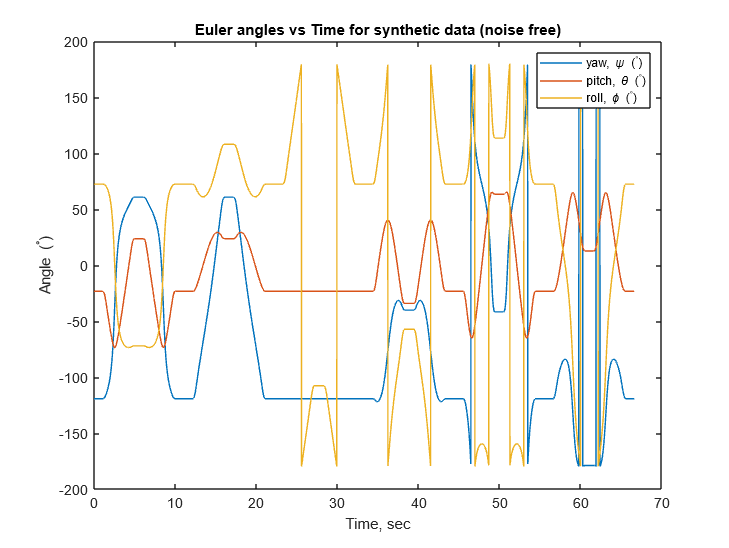 Euler angles vs Time for synthetic data (noise free)
yaw, ψ (°)
pitch, θ (°)
roll, ϕ (°)
Angle (°)
200
150
100
50
0
-50
-100
-150
-200
0 10 20 30 40 50 60 70
Time, sec